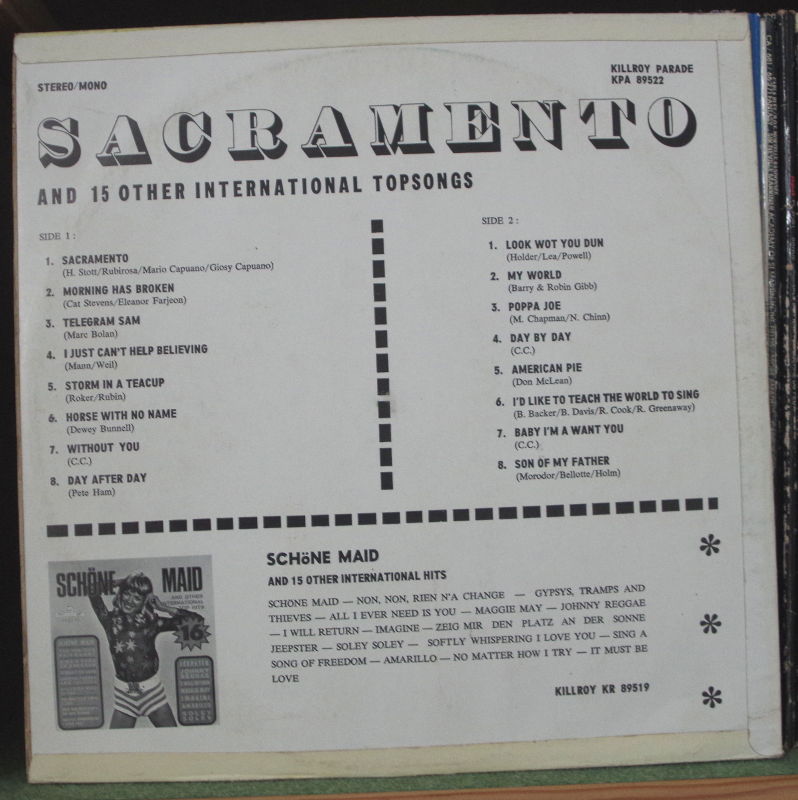 STEREO/MONO
KILLROY PARADE
KPA 89522
SACRAMENTO
AND 15 OTHER INTERNATIONAL TOPSONGS
SIDE 1 :
1. SACRAMENTO
(H. Stott/Rubirosa/Mario Capuano/Giosy Capuano)
2. MORNING HAS BROKEN
(Cat Stevens/Eleanor Farjeon)
3. TELEGRAM SAM
(Marc Bolan)
4. I JUST CAN'T HELP BELIEVING
(Mann/Weil)
5. STORM IN A TEACUP
(Roker/Rubin)
6. HORSE WITH NO NAME
(Dewey Bunnell)
7. WITHOUT YOU
(C.C.)
8. DAY AFTER DAY
(Pete Ham)
SIDE 2 :
1. LOOK WOT YOU DUN
(Holder/Lea/Powell)
2. MY WORLD
(Barry & Robin Gibb)
3. POPPA JOE
(M. Chapman/N. Chinn)
4. DAY BY DAY
(C.C.)
5. AMERICAN PIE
(Don McLean)
6. I'D LIKE TO TEACH THE WORLD TO SING
(B. Backer/B. Davis/R. Cook/R. Greenaway)
7. BABY I'M A WANT YOU
(C.C.)
8. SON OF MY FATHER
(Morodor/Bellotte/Holm)
SCHÖNE MAID
AND OTHER
INTERNATIONAL
TOP HITS
16
SCHöNE MAID
AND 15 OTHER INTERNATIONAL HITS
SCHÖNE MAID — NON, NON, RIEN N'A CHANGE — GYPSYS, TRAMPS AND
THIEVES — ALL I EVER NEED IS YOU — MAGGIE MAY — JOHNNY REGGAE
— I WILL RETURN — IMAGINE — ZEIG MIR DEN PLATZ AN DER SONNE
JEEPSTER — SOLEY SOLEY — SOFTLY WHISPERING I LOVE YOU — SING A
SONG OF FREEDOM — AMARILLO — NO MATTER HOW I TRY — IT MUST BE
LOVE
KILLROY KR 89519